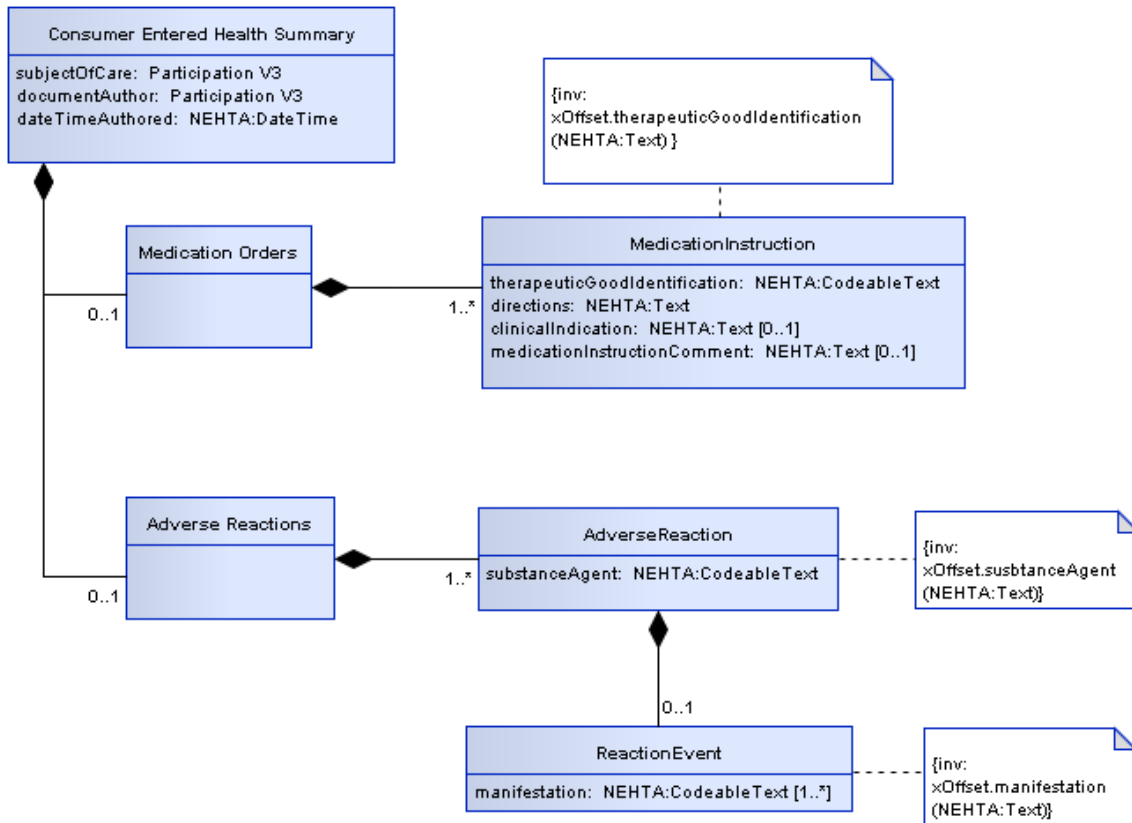 Consumer Entered Health Summary
subjectOfCare: Participation V3
documentAuthor: Participation V3
dateTimeAuthored: NEHTA:DateTime
{inv:
xOffset.therapeuticGoodIdentification
(NEHTA:Text) }
Medication Orders
0..1
1..*
MedicationInstruction
therapeuticGoodIdentification: NEHTA:CodeableText
directions: NEHTA:Text
clinicalIndication: NEHTA:Text [0..1]
medicationInstructionComment: NEHTA:Text [0..1]
Adverse Reactions
0..1
1..*
AdverseReaction
substanceAgent: NEHTA:CodeableText
{inv:
xOffset.susbtanceAgent
(NEHTA:Text)}
0..1
ReactionEvent
manifestation: NEHTA:CodeableText [1..*]
{inv:
xOffset.manifestation
(NEHTA:Text)}